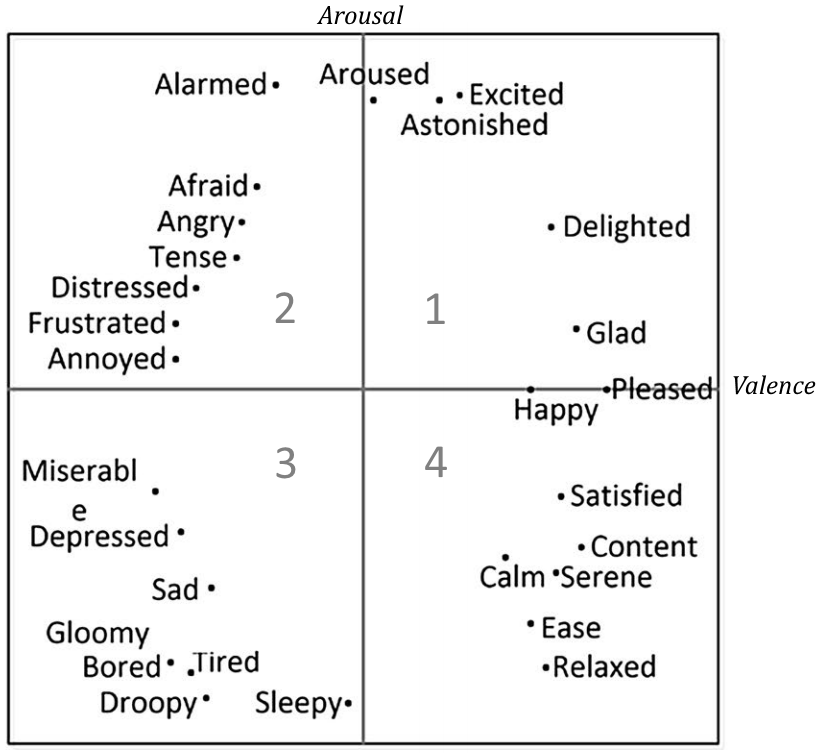 Arousal
Alarmed
Aroused
Excited
Astonished
Afraid
Angry
Delighted
Tense
Distressed
2
1
Frustrated
Glad
Annoyed
Pleased
Valence
Happy
3
4
Miserabl
e
Satisfied
Depressed
Content
Calm
Serene
Sad
Gloomy
Ease
Bored
Tired
Relaxed
Droopy
Sleepy